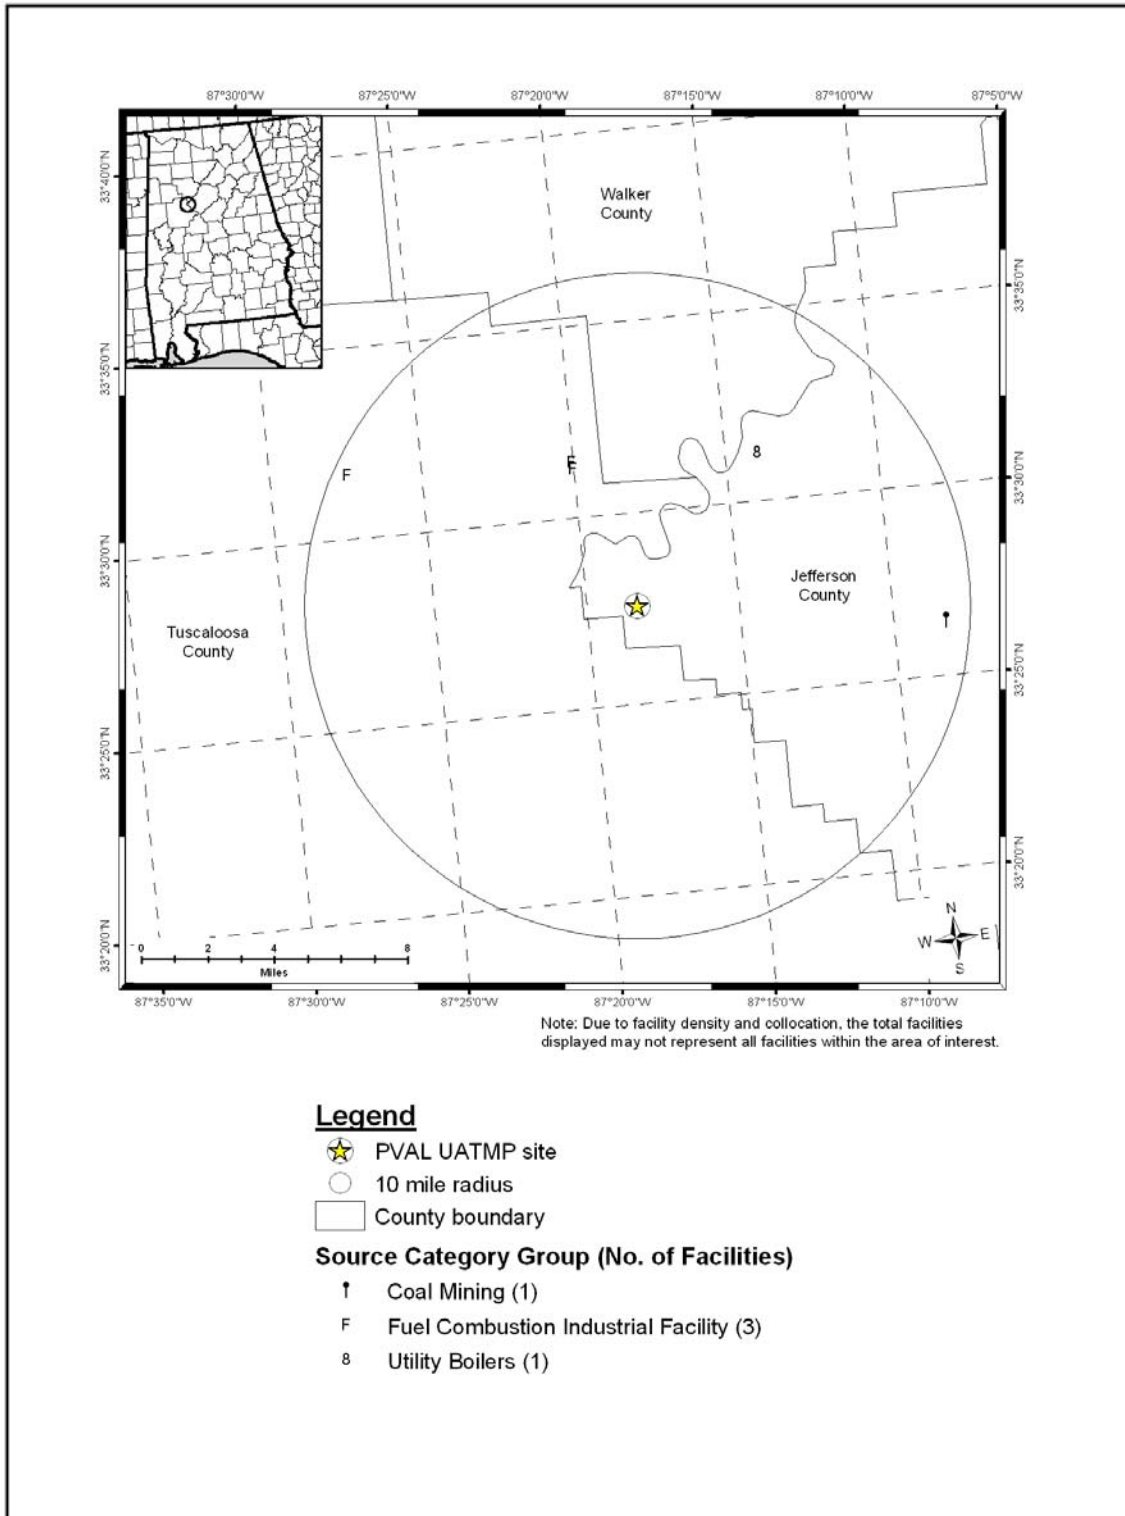 87°30'0"W 87°25'0"W 87°20'0"W 87°15'0"W 87°10'0"W 87°5'0"W
33°40'0"N
33°35'0"N
33°30'0"N
33°25'0"N
33°20'0"N
33°35'0"N
33°30'0"N
33°25'0"N
33°20'0"N
Walker
County
F
F
F
8
Jefferson
County
Tuscaloosa
County
N
W E
S
0 2 4 8
Miles
87°35'0"W 87°30'0"W 87°25'0"W 87°20'0"W 87°15'0"W 87°10'0"W
Note: Due to facility density and collocation, the total facilities
displayed may not represent all facilities within the area of interest.
Legend
PVAL UATMP site
10 mile radius
County boundary
Source Category Group (No. of Facilities)
Coal Mining (1)
F Fuel Combustion Industrial Facility (3)
8 Utility Boilers (1)